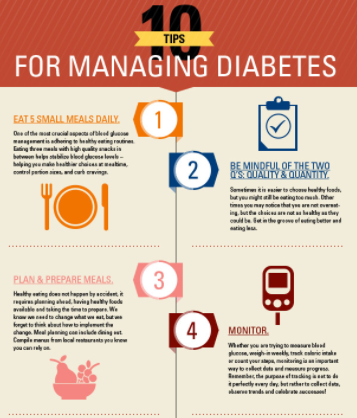 10
TIPS
FOR MANAGING DIABETES
1
EAT 5 SMALL MEALS DAILY.
One of the most crucial aspects of blood glucose
management is adhering to healthy eating routines.
Eating three meals with high quality snacks in
between helps stabilize blood glucose levels –
helping you make healthier choices at mealtime,
control portion sizes, and curb cravings.
2
BE MINDFUL OF THE TWO
Q'S: QUALITY & QUANTITY.
Sometimes it is easier to choose healthy foods,
but you might still be eating too much. Other
times you may notice that you are not overeat-
ing, but the choices are not as healthy as they
could be. Get in the groove of eating better and
eating less.
3
PLAN & PREPARE MEALS.
Healthy eating does not happen by accident, it
requires planning ahead, having healthy foods
available and taking the time to prepare. We
know we need to change what we eat, but we
forget to think about how to implement the
change. Meal planning can include dining out.
Compile menus from local restaurants you know
you can rely on.
4
MONITOR.
Whether you are trying to measure blood
glucose, weigh-in weekly, track caloric intake
or count your steps, monitoring is an important
way to collect data and measure progress.
Remember, the purpose of tracking is not to do
it perfectly every day, but rather to collect data,
observe trends and celebrate successes!